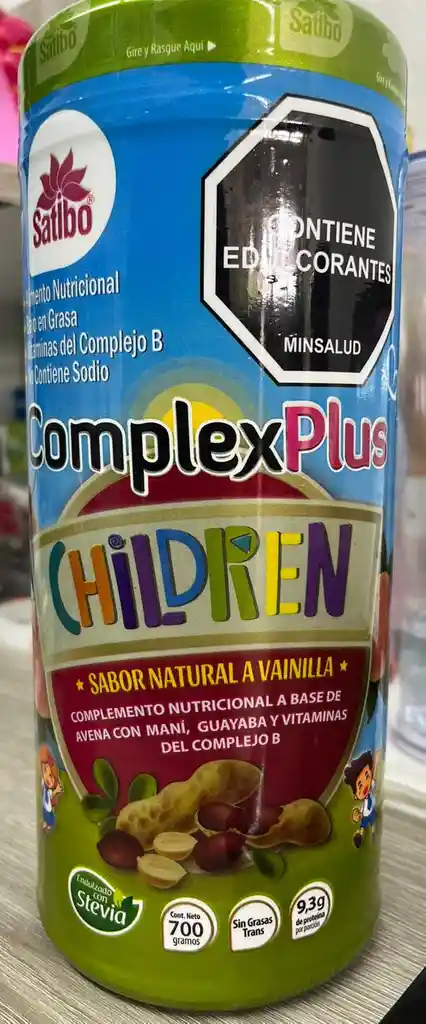 Satibo
Gire y Rasgue Aquí
Satibo
Satibo®
CONTIENE
EDULCORANTES
MINSALUD
Nutricional
en Grasa
del Complejo B
Contiene Sodio
ComplexPlus
CHILDREN
SABOR NATURAL A VAINILLA
COMPLEMENTO NUTRICIONAL A BASE DE
AVENA CON MANÍ, GUAYABA Y VITAMINAS
DEL COMPLEJO B
Endulzado
con
Stevia
Cont. Neto
700
gramos
Sin Grasas
Trans
9,3g
de proteína
por porción